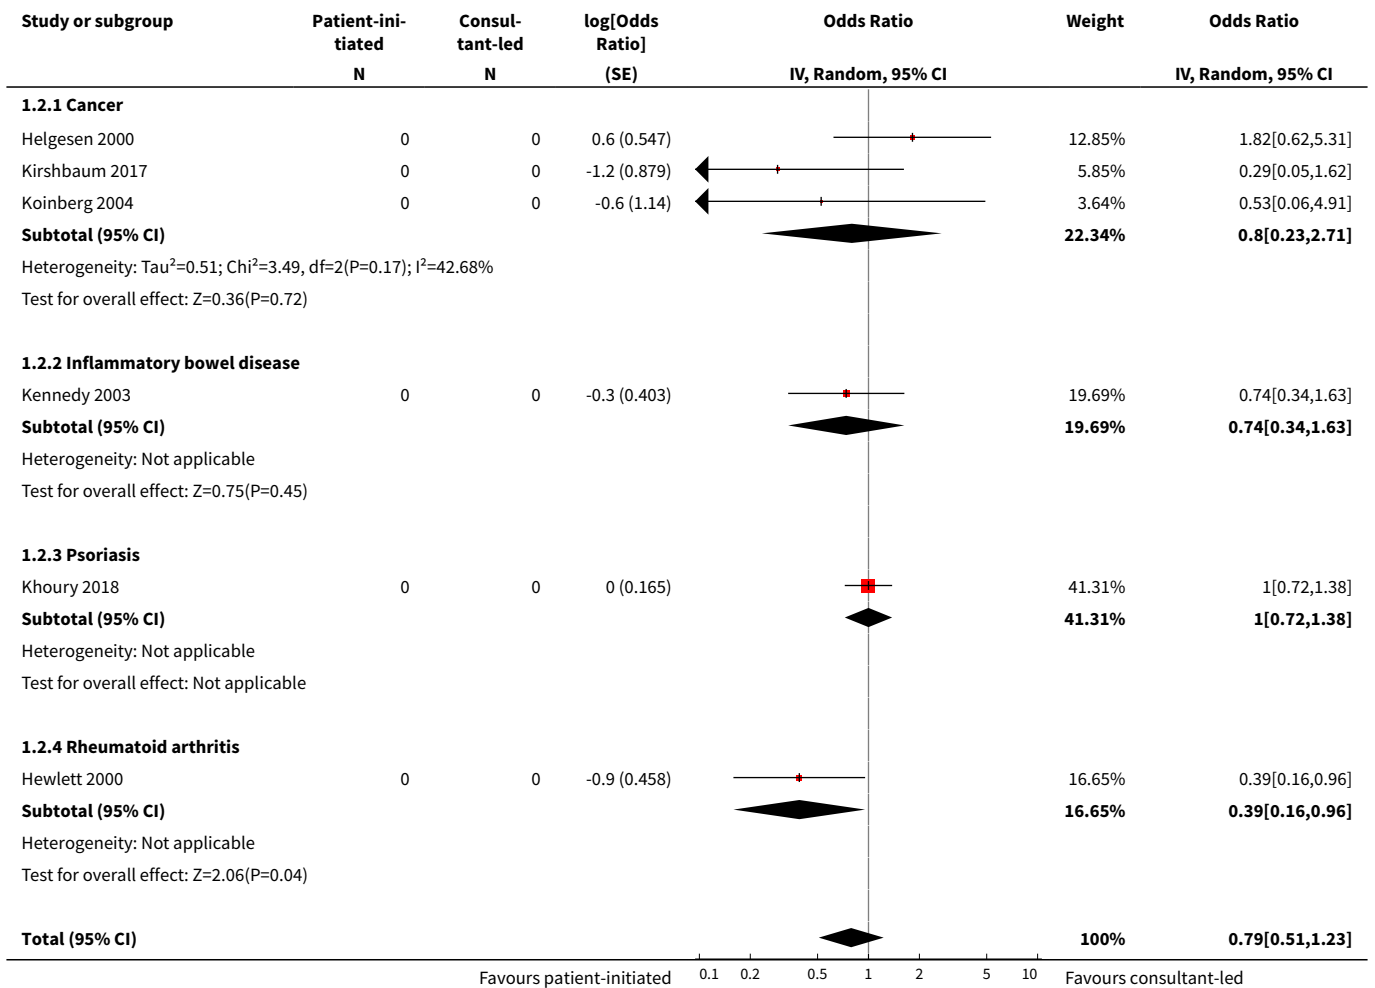 Study or subgroup Patient-ini- Consul- log[Odds Odds Ratio Weight Odds Ratio
tiated tant-led Ratio]
N N (SE) IV, Random, 95% CI IV, Random, 95% CI
1.2.1 Cancer
Helgesen 2000 0 0 0.6 (0.547) 12.85% 1.82[0.62,5.31]
Kirshbaum 2017 0 0 -1.2 (0.879) 5.85% 0.29[0.05,1.62]
Koinberg 2004 0 0 -0.6 (1.14) 3.64% 0.53[0.06,4.91]
Subtotal (95% CI) 22.34% 0.8[0.23,2.71]
Heterogeneity: Tau²=0.51; Chi²=3.49, df=2(P=0.17); I²=42.68%
Test for overall effect: Z=0.36(P=0.72)
1.2.2 Inflammatory bowel disease
Kennedy 2003 0 0 -0.3 (0.403) 19.69% 0.74[0.34,1.63]
Subtotal (95% CI) 19.69% 0.74[0.34,1.63]
Heterogeneity: Not applicable
Test for overall effect: Z=0.75(P=0.45)
1.2.3 Psoriasis
Khoury 2018 0 0 0 (0.165) 41.31% 1[0.72,1.38]
Subtotal (95% CI) 41.31% 1[0.72,1.38]
Heterogeneity: Not applicable
Test for overall effect: Not applicable
1.2.4 Rheumatoid arthritis
Hewlett 2000 0 0 -0.9 (0.458) 16.65% 0.39[0.16,0.96]
Subtotal (95% CI) 16.65% 0.39[0.16,0.96]
Heterogeneity: Not applicable
Test for overall effect: Z=2.06(P=0.04)
Total (95% CI) 100% 0.79[0.51,1.23]
Favours patient-initiated 0.1 0.2 0.5 1 2 5 10 Favours consultant-led